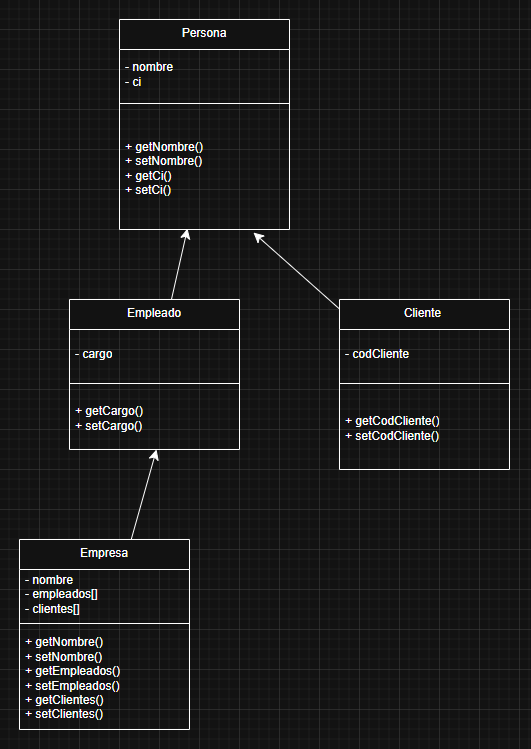 Persona
- nombre
- ci
+ getNombre()
+ setNombre()
+ getCi()
+ setCi()
Empleado
- cargo
+ getCargo()
+ setCargo()
Cliente
- codCliente
+ getCodCliente()
+ setCodCliente()
Empresa
- nombre
- empleados[]
- clientes[]
+ getNombre()
+ setNombre()
+ getEmpleados()
+ setEmpleados()
+ getClientes()
+ setClientes()